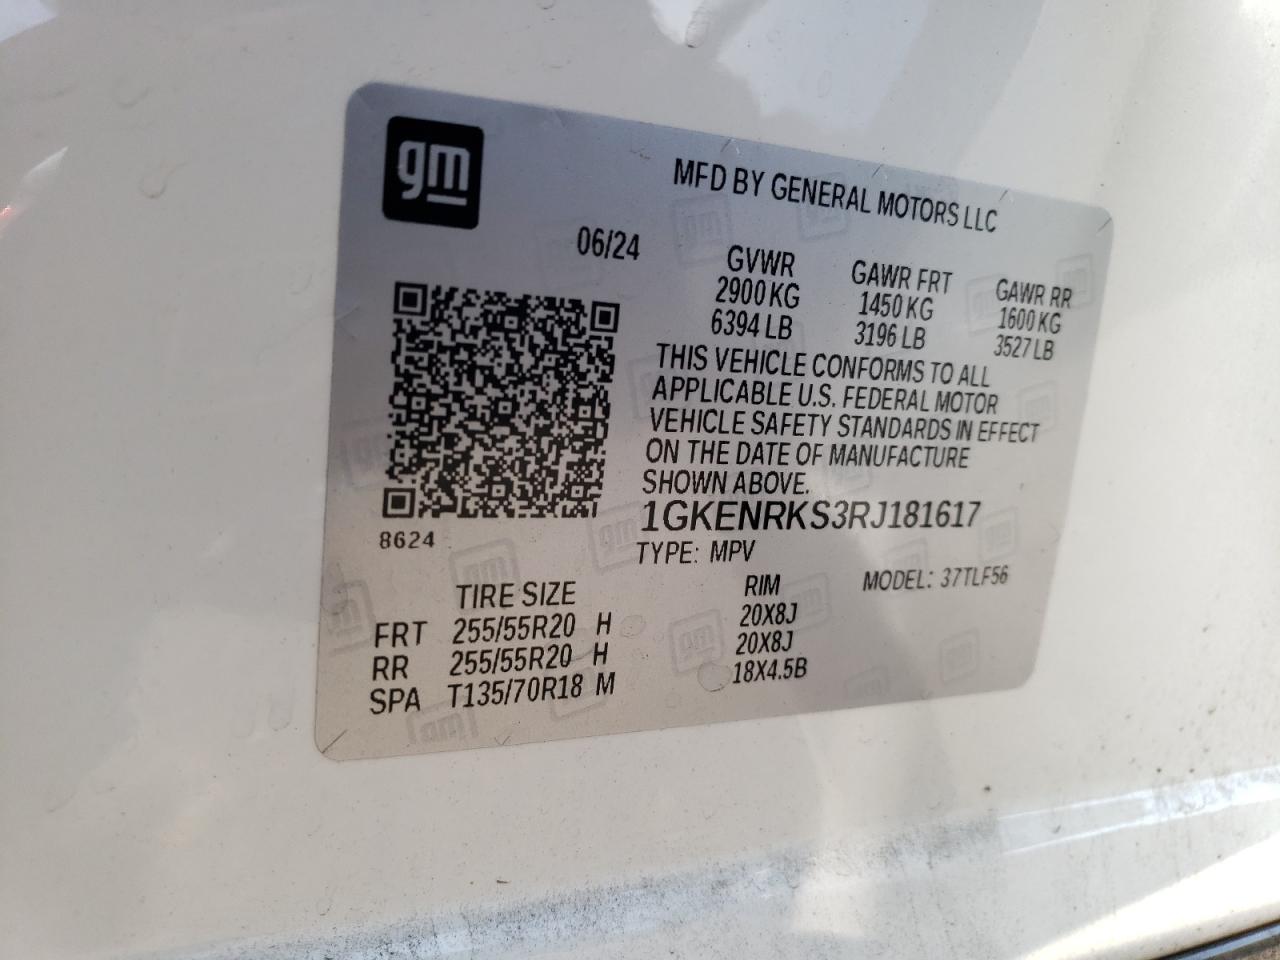 gm
MFD BY GENERAL MOTORS LLC
06/24
GVWR GAWR FRT GAWR RR
2900 KG 1450 KG 1600 KG
6394 LB 3196 LB 3527 LB
THIS VEHICLE CONFORMS TO ALL
APPLICABLE U.S. FEDERAL MOTOR
VEHICLE SAFETY STANDARDS IN EFFECT
ON THE DATE OF MANUFACTURE
SHOWN ABOVE.
1GKENRKS3RJ181617
8624
TYPE: MPV
MODEL: 37TLF56
TIRE SIZE RIM
FRT 255/55R20 H 20X8J
RR 255/55R20 H 20X8J
SPA T135/70R18 M 18X4.5B